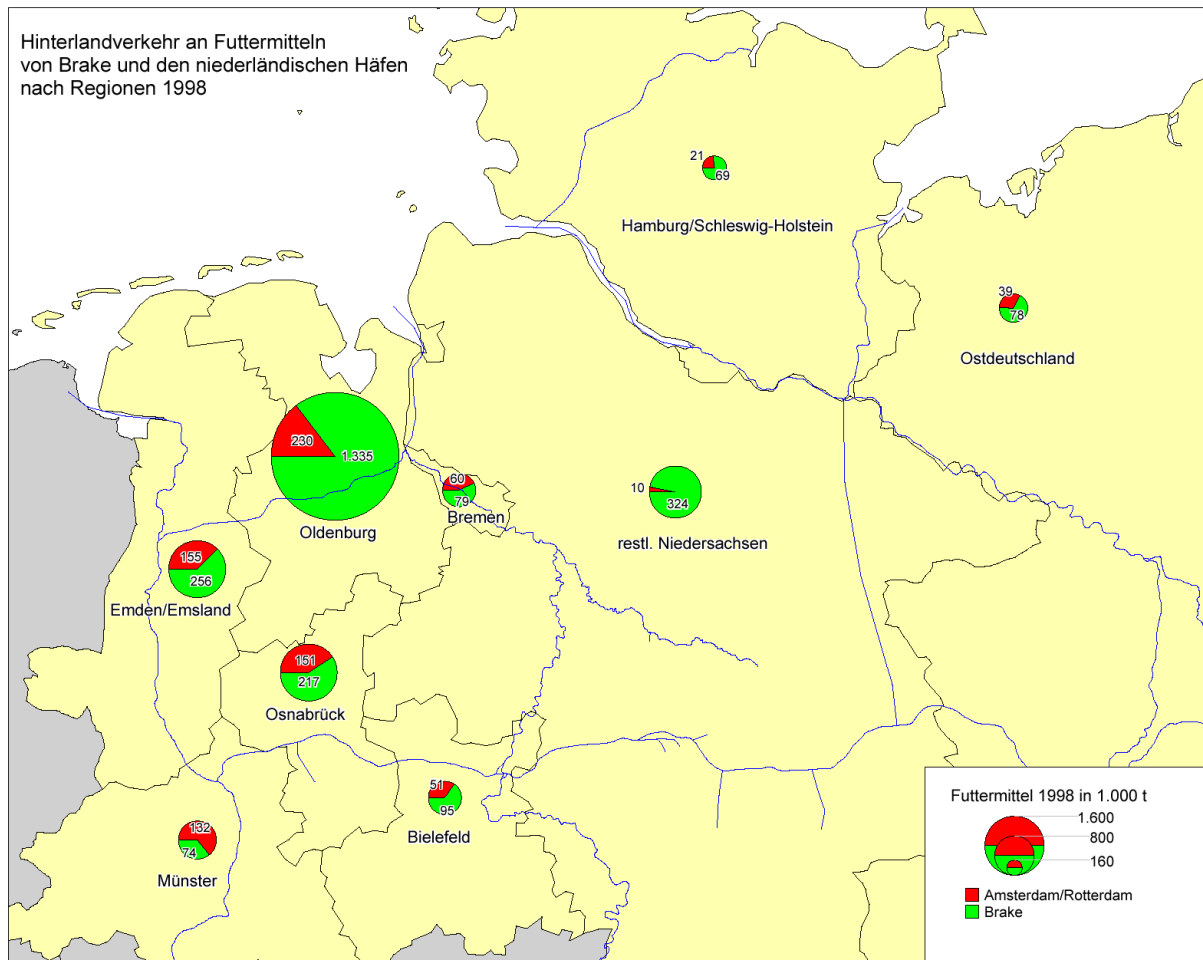 Hinterlandverkehr an Futtermitteln
von Brake und den niederländischen Häfen
nach Regionen 1998
21
69
Hamburg/Schleswig-Holstein
39
78
Ostdeutschland
230
1.335
Oldenburg
60
79
Bremen
10
324
restl. Niedersachsen
155
256
Emden/Emsland
151
217
Osnabrück
51
95
Bielefeld
132
74
Münster
Futtermittel 1998 in 1.000 t
1.600
800
160
Amsterdam/Rotterdam
Brake